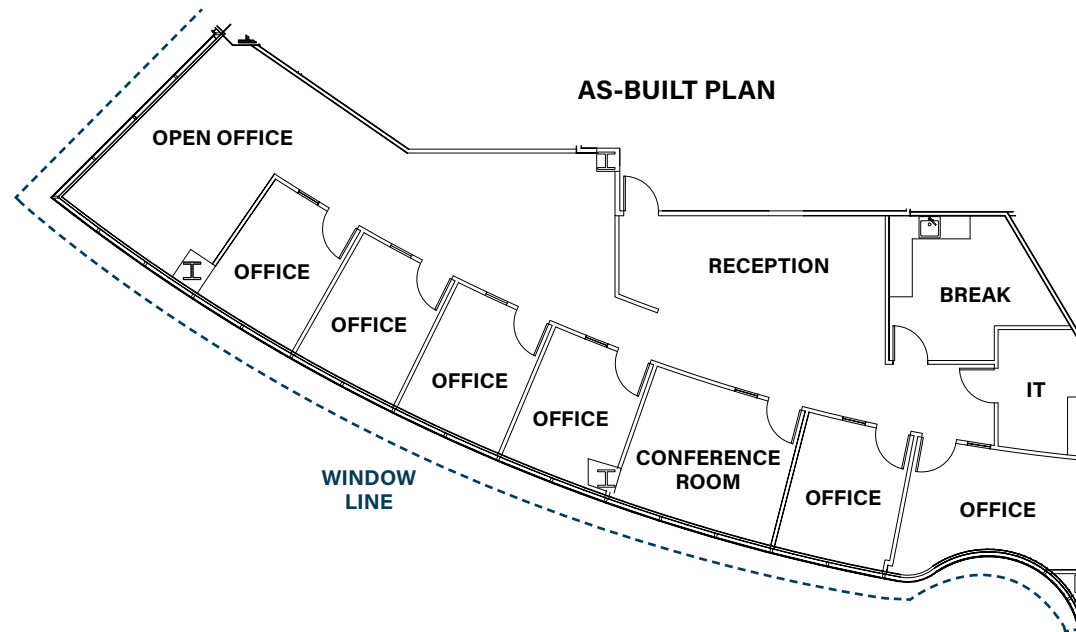 AS-BUILT PLAN
OPEN OFFICE
RECEPTION
OFFICE
BREAK
OFFICE
OFFICE
IT
OFFICE
CONFERENCE
ROOM
WINDOW
LINE
OFFICE
OFFICE